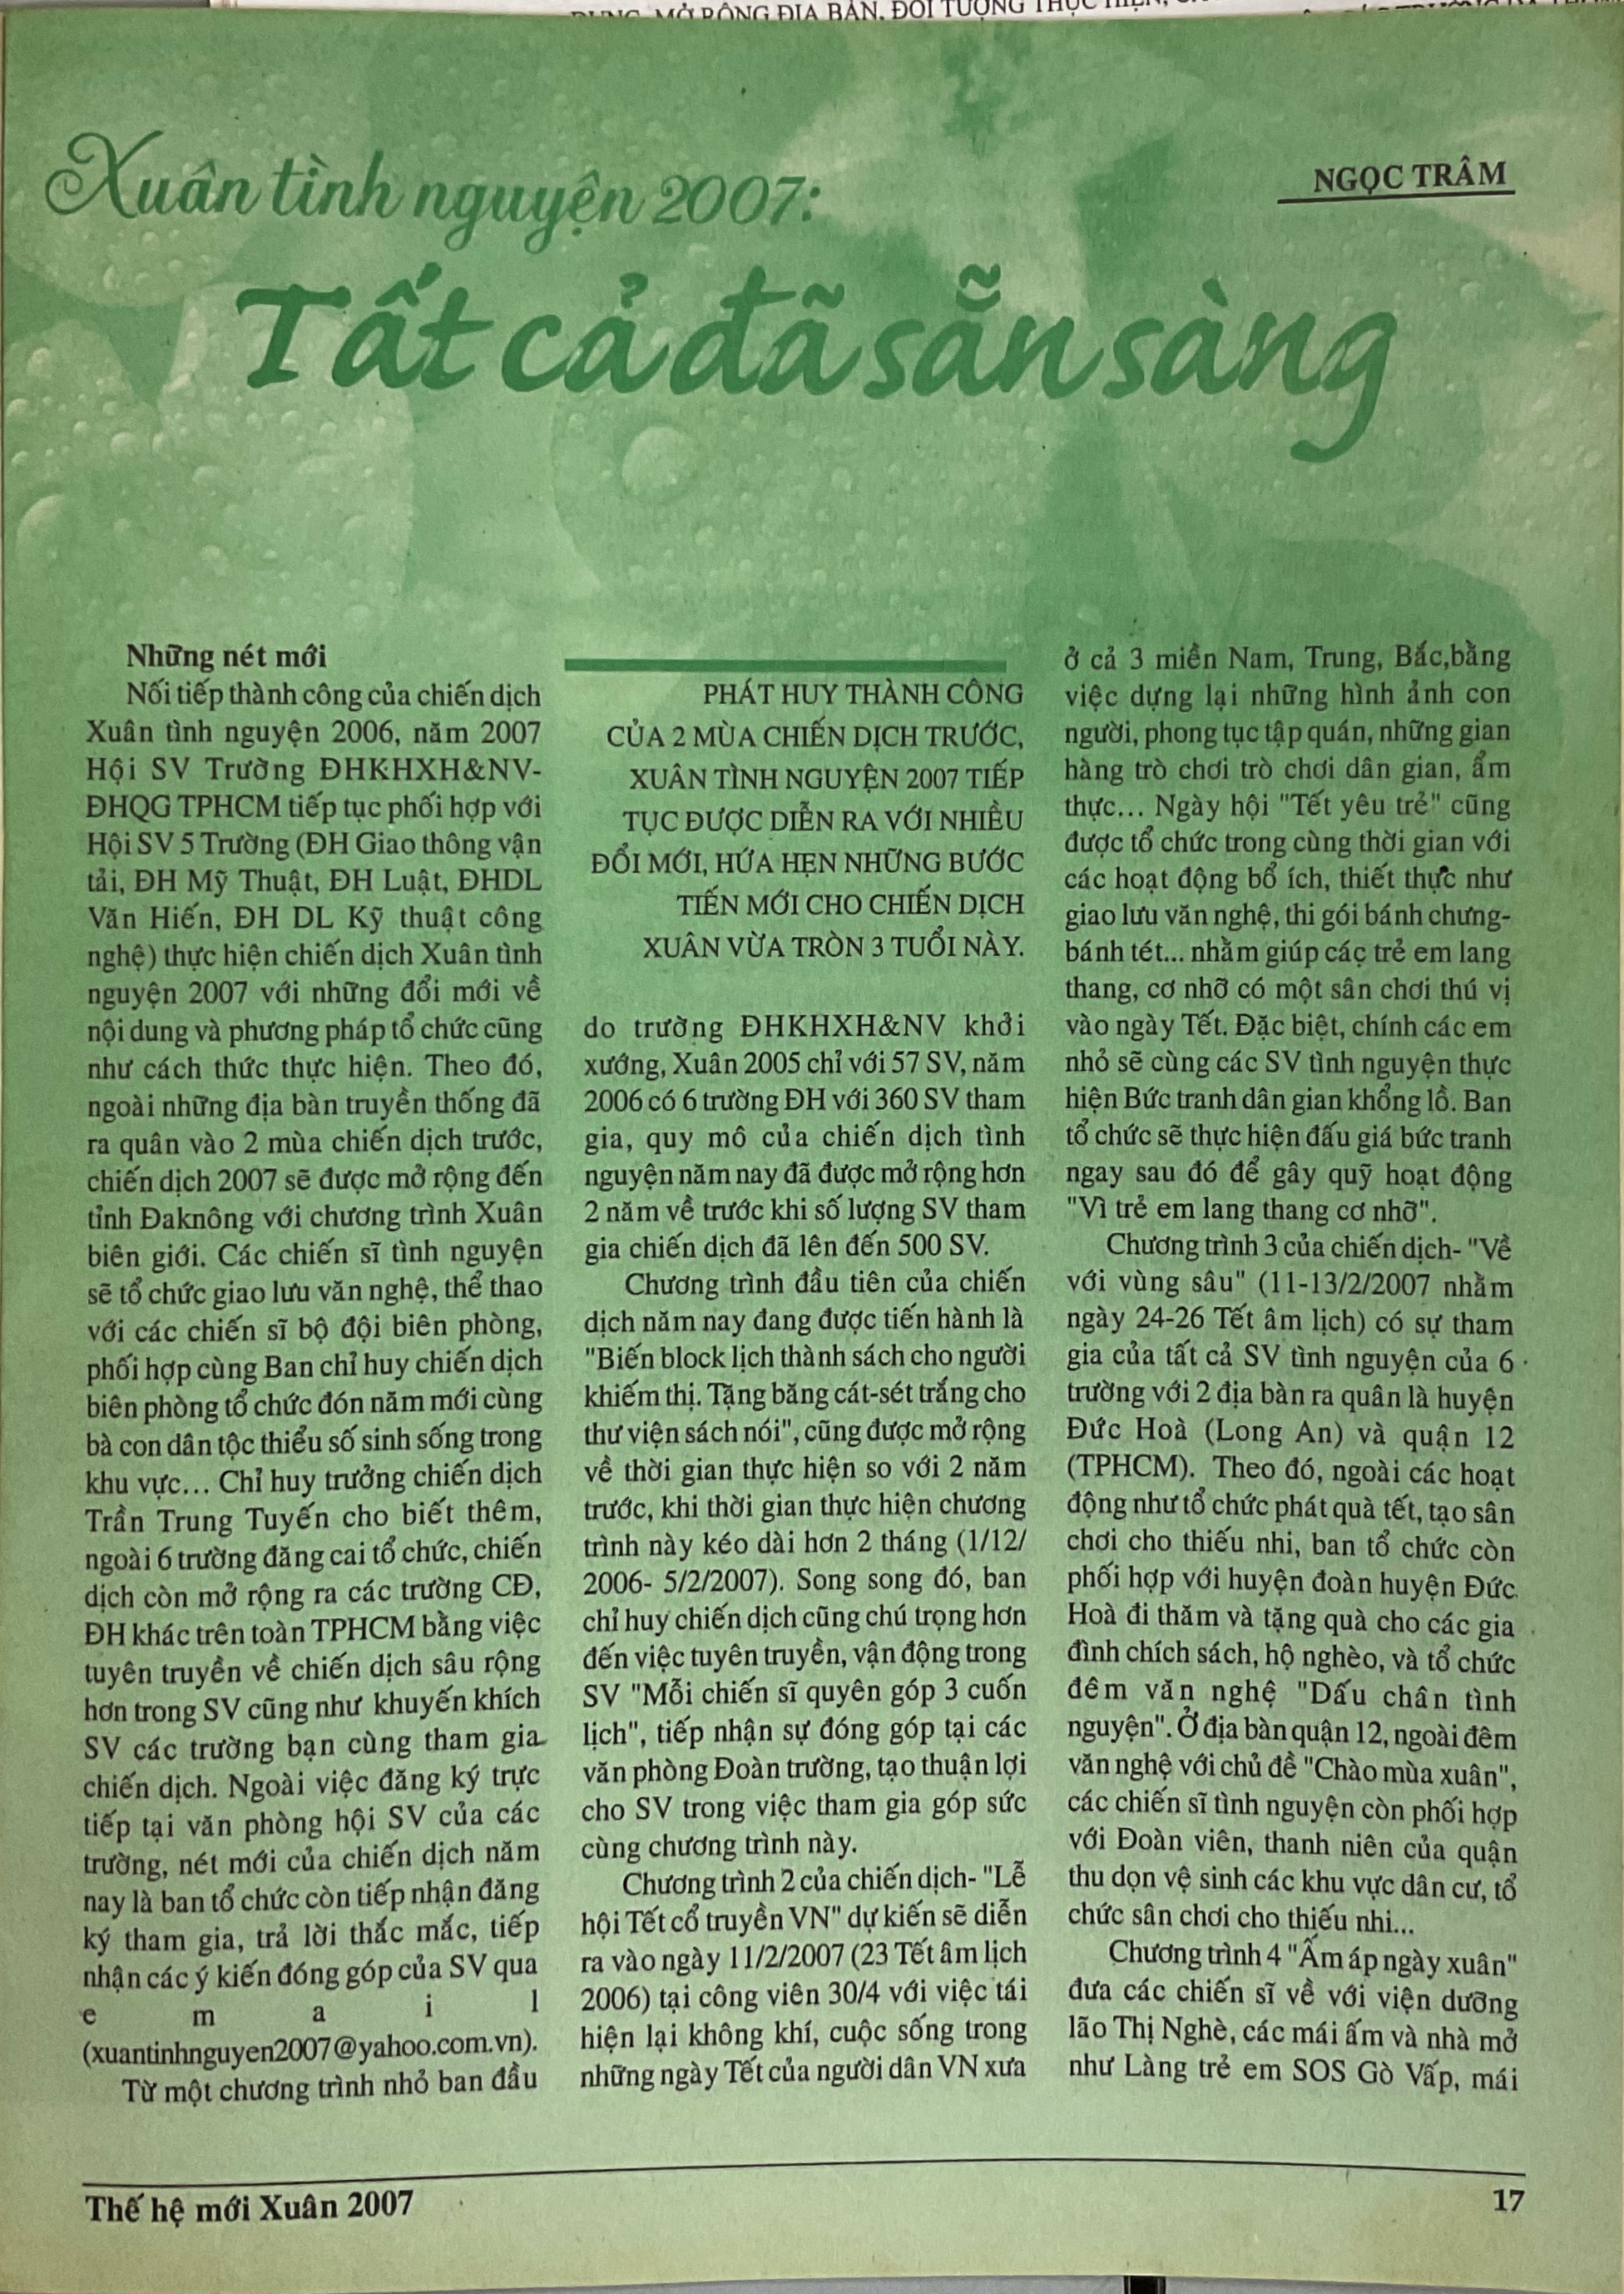 Xuân tình nguyện 2007:
NGỌC TRÂM
Tất cả đã sẵn sàng
Những nét mới
Nối tiếp thành công của chiến dịch
Xuân tình nguyện 2006, năm 2007
Hội SV Trường ĐHKHXH&NV-
ĐHQG TPHCM tiếp tục phối hợp với
Hội SV 5 Trường (ĐH Giao thông vận
tải, ĐH Mỹ Thuật, ĐH Luật, ĐHDL
Văn Hiến, ĐH DL Kỹ thuật công
nghệ) thực hiện chiến dịch Xuân tình
nguyện 2007 với những đổi mới về
nội dung và phương pháp tổ chức cũng
như cách thức thực hiện. Theo đó,
ngoài những địa bàn truyền thống đã
ra quân vào 2 mùa chiến dịch trước,
chiến dịch 2007 sẽ được mở rộng đến
tỉnh Đaknông với chương trình Xuân
biên giới. Các chiến sĩ tình nguyện
sẽ tổ chức giao lưu văn nghệ, thể thao
với các chiến sĩ bộ đội biên phòng,
phối hợp cùng Ban chỉ huy chiến dịch
biên phòng tổ chức đón năm mới cùng
bà con dân tộc thiểu số sinh sống trong
khu vực... Chỉ huy trưởng chiến dịch
Trần Trung Tuyến cho biết thêm,
ngoài 6 trường đăng cai tổ chức, chiến
dịch còn mở rộng ra các trường CĐ,
ĐH khác trên toàn TPHCM bằng việc
tuyên truyền về chiến dịch sâu rộng
hơn trong SV cũng như khuyến khích
SV các trường bạn cùng tham gia
chiến dịch. Ngoài việc đăng ký trực
tiếp tại văn phòng hội SV của các
trường, nét mới của chiến dịch năm
nay là ban tổ chức còn tiếp nhận đăng
ký tham gia, trả lời thắc mắc, tiếp
nhận các ý kiến đóng góp của SV qua
e m a i l
(xuantinhnguyen2007@yahoo.com.vn).
Từ một chương trình nhỏ ban đầu
PHÁT HUY THÀNH CÔNG
CỦA 2 MÙA CHIẾN DỊCH TRƯỚC,
XUÂN TÌNH NGUYỆN 2007 TIẾP
TỤC ĐƯỢC DIỄN RA VỚI NHIỀU
ĐỔI MỚI, HỨA HẸN NHỮNG BƯỚC
TIẾN MỚI CHO CHIẾN DỊCH
XUÂN VỪA TRÒN 3 TUỔI NÀY.
do trường ĐHKHXH&NV khởi
xướng, Xuân 2005 chỉ với 57 SV, năm
2006 có 6 trường ĐH với 360 SV tham
gia, quy mô của chiến dịch tình
nguyện năm nay đã được mở rộng hơn
2 năm về trước khi số lượng SV tham
gia chiến dịch đã lên đến 500 SV.
Chương trình đầu tiên của chiến
dịch năm nay đang được tiến hành là
"Biến block lịch thành sách cho người
khiếm thị. Tặng băng cát-sét trắng cho
thư viện sách nói", cũng được mở rộng
về thời gian thực hiện so với 2 năm
trước, khi thời gian thực hiện chương
trình này kéo dài hơn 2 tháng (1/12/
2006- 5/2/2007). Song song đó, ban
chỉ huy chiến dịch cũng chú trọng hơn
đến việc tuyên truyền, vận động trong
SV "Mỗi chiến sĩ quyên góp 3 cuốn
lịch", tiếp nhận sự đóng góp tại các
văn phòng Đoàn trường, tạo thuận lợi
cho SV trong việc tham gia góp sức
cùng chương trình này.
Chương trình 2 của chiến dịch- "Lễ
hội Tết cổ truyền VN" dự kiến sẽ diễn
ra vào ngày 11/2/2007 (23 Tết âm lịch
2006) tại công viên 30/4 với việc tái
hiện lại không khí, cuộc sống trong
những ngày Tết của người dân VN xưa
ở cả 3 miền Nam, Trung, Bắc,bằng
việc dựng lại những hình ảnh con
người, phong tục tập quán, những gian
hàng trò chơi trò chơi dân gian, ẩm
thực... Ngày hội "Tết yêu trẻ" cũng
được tổ chức trong cùng thời gian với
các hoạt động bổ ích, thiết thực như
giao lưu văn nghệ, thi gói bánh chưng-
bánh tét... nhằm giúp các trẻ em lang
thang, cơ nhỡ có một sân chơi thú vị
vào ngày Tết. Đặc biệt, chính các em
nhỏ sẽ cùng các SV tình nguyện thực
hiện Bức tranh dân gian khổng lồ. Ban
tổ chức sẽ thực hiện đấu giá bức tranh
ngay sau đó để gây quỹ hoạt động
"Vì trẻ em lang thang cơ nhỡ".
Chương trình 3 của chiến dịch- "Về
với vùng sâu" (11-13/2/2007 nhằm
ngày 24-26 Tết âm lịch) có sự tham
gia của tất cả SV tình nguyện của 6
trường với 2 địa bàn ra quân là huyện
Đức Hoà (Long An) và quận 12
(TPHCM). Theo đó, ngoài các hoạt
động như tổ chức phát quà tết, tạo sân
chơi cho thiếu nhi, ban tổ chức còn
phối hợp với huyện đoàn huyện Đức
Hoà đi thăm và tặng quà cho các gia
đình chích sách, hộ nghèo, và tổ chức
đêm văn nghệ "Dấu chân tình
nguyện". Ở địa bàn quận 12, ngoài đêm
văn nghệ với chủ đề "Chào mùa xuân",
các chiến sĩ tình nguyện còn phối hợp
với Đoàn viên, thanh niên của quận
thu dọn vệ sinh các khu vực dân cư, tổ
chức sân chơi cho thiếu nhi...
Chương trình 4 "Ấm áp ngày xuân"
đưa các chiến sĩ về với viện dưỡng
lão Thị Nghè, các mái ấm và nhà mở
như Làng trẻ em SOS Gò Vấp, mái
Thế hệ mới Xuân 2007
17